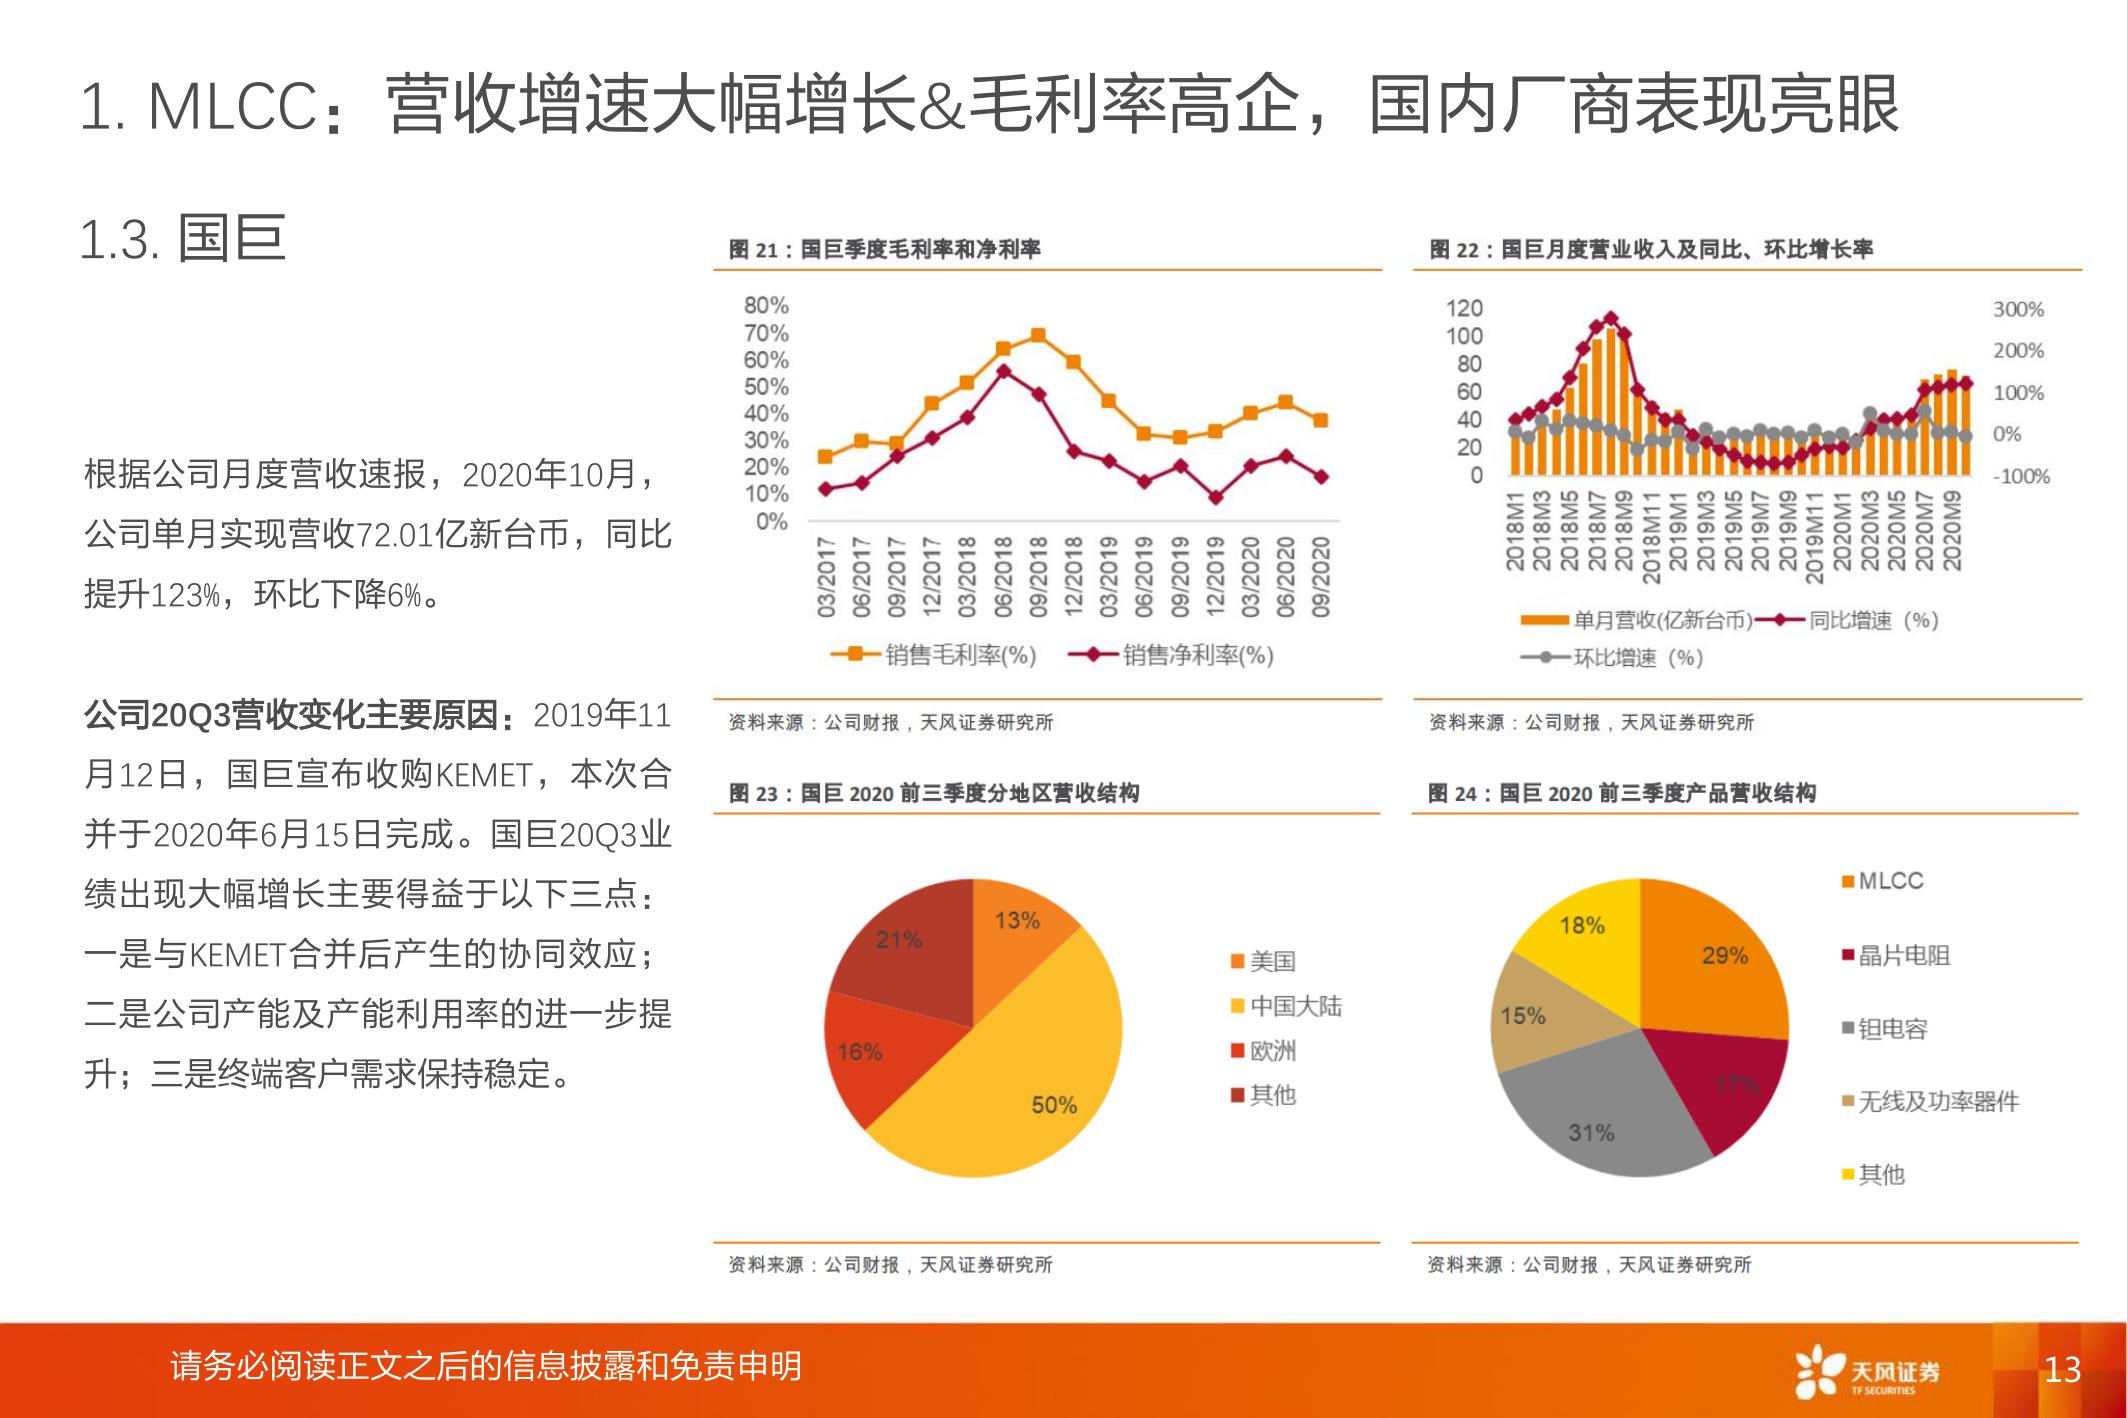 1. MLCC：营收增速大幅增长&毛利率高企，国内厂商表现亮眼
1.3. 国巨
根据公司月度营收速报，2020年10月，
公司单月实现营收72.01亿新台币，同比
提升123%，环比下降6%。
公司20Q3营收变化主要原因：2019年11
月12日，国巨宣布收购KEMET，本次合
并于2020年6月15日完成。国巨20Q3业
绩出现大幅增长主要得益于以下三点：
一是与KEMET合并后产生的协同效应；
二是公司产能及产能利用率的进一步提
升；三是终端客户需求保持稳定。
图 21：国巨季度毛利率和净利率
80%
70%
60%
50%
40%
30%
20%
10%
0%
03/2017
06/2017
09/2017
12/2017
03/2018
06/2018
09/2018
12/2018
03/2019
06/2019
09/2019
12/2019
03/2020
06/2020
09/2020
销售毛利率(%) 销售净利率(%)
资料来源：公司财报，天风证券研究所
图 22：国巨月度营业收入及同比、环比增长率
120
100
80
60
40
20
0
300%
200%
100%
0%
-100%
2018M1
2018M3
2018M5
2018M7
2018M9
2018M11
2019M1
2019M3
2019M5
2019M7
2019M9
2019M11
2020M1
2020M3
2020M5
2020M7
2020M9
单月营收(亿新台币) 同比增速（%）
环比增速（%）
资料来源：公司财报，天风证券研究所
图 23：国巨 2020 前三季度分地区营收结构
13%
21%
16%
50%
美国
中国大陆
欧洲
其他
资料来源：公司财报，天风证券研究所
图 24：国巨 2020 前三季度产品营收结构
18%
29%
15%
17%
31%
MLCC
晶片电阻
钽电容
无线及功率器件
其他
资料来源：公司财报，天风证券研究所
请务必阅读正文之后的信息披露和免责申明
天风证券
TF SECURITIES
13